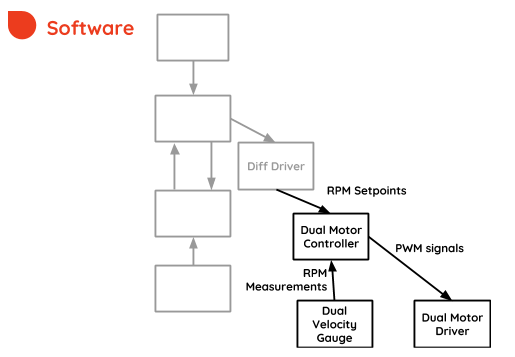 Software
Diff Driver
RPM Setpoints
Dual Motor
Controller
PWM signals
RPM
Measurements
Dual
Velocity
Gauge
Dual Motor
Driver